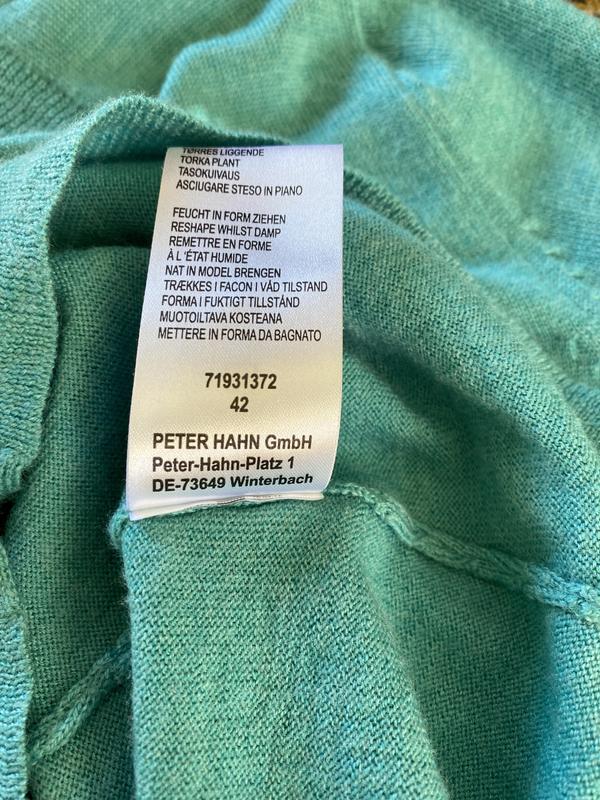 TØRRES LIGGENDE
TORKA PLANT
TASOKUIVAUS
ASCIUGARE STESO IN PIANO
FEUCHT IN FORM ZIEHEN
RESHAPE WHILST DAMP
REMETTRE EN FORME
À L 'ÉTAT HUMIDE
NAT IN MODEL BRENGEN
TRÆKKES I FACON I VÅD TILSTAND
FORMA I FUKTIGT TILLSTÅND
MUOTOILTAVA KOSTEANA
METTERE IN FORMA DA BAGNATO
71931372
42
PETER HAHN GmbH
Peter-Hahn-Platz 1
DE-73649 Winterbach